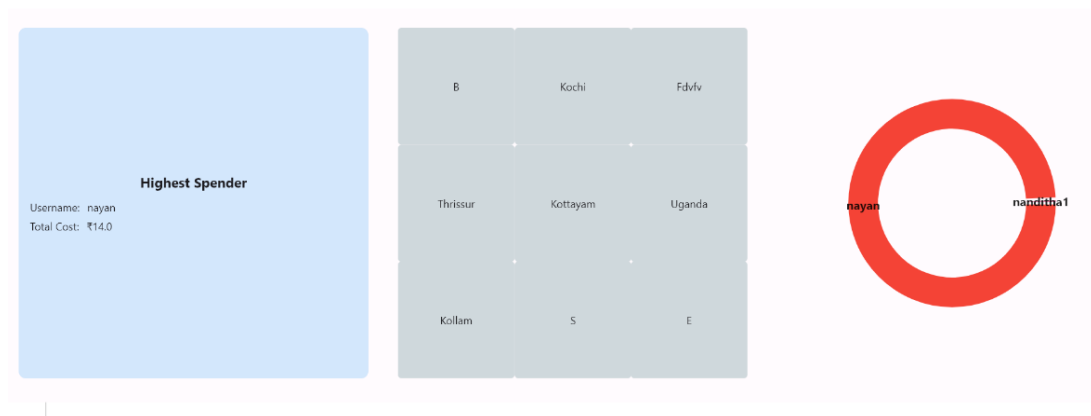 Highest Spender
Username: nayan
Total Cost: ₹14.0
B Kochi Fdvfv
Thrissur Kottayam Uganda
Kollam S E
nayan nanditha1